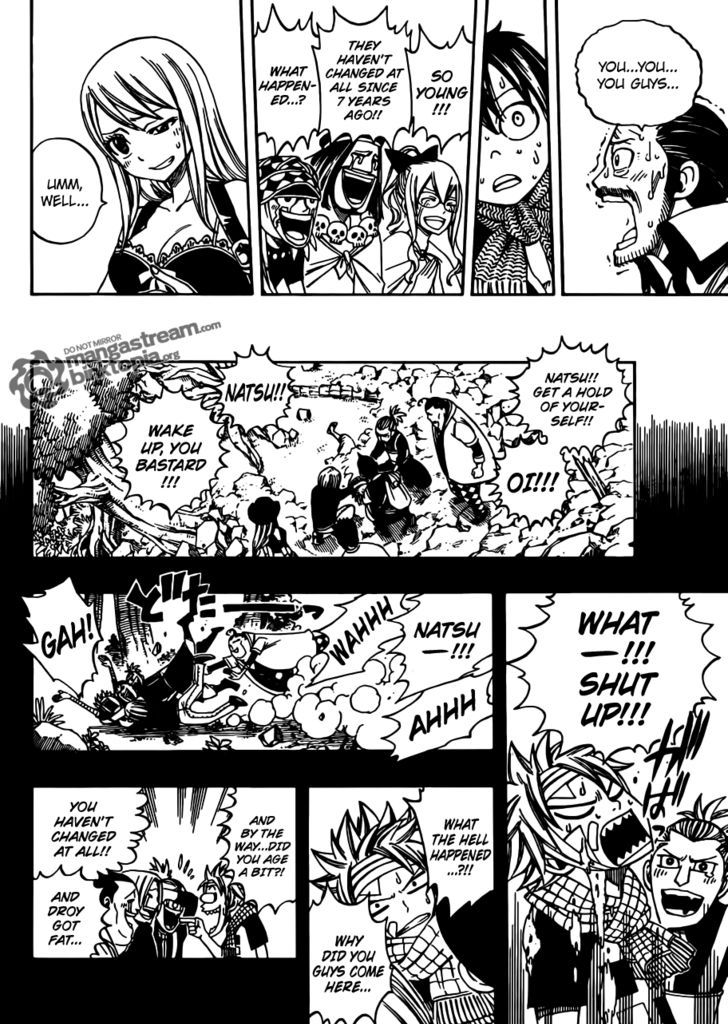 YOU...YOU...
YOU GUYS...
SO
YOUNG
!!!
THEY
HAVEN'T
CHANGED AT
ALL SINCE
7 YEARS
AGO!!
WHAT
HAPPEN-
ED...?
UMM,
WELL...
DO NOT MIRROR
mangastream.com
binktopia.org
NATSU!!
GET A HOLD
OF YOUR-
SELF!!
OI!!!
NATSU!!
WAKE
UP, YOU
BASTARD
!!!
WHAT
—!!!
SHUT
UP!!!
NATSU
—!!!
WAHHH
AHHH
GAH!
WHAT
THE HELL
HAPPENED
...?!!
WHY
DID YOU
GUYS COME
HERE...
AND
BY THE
WAY...DID
YOU AGE
A BIT?!
YOU
HAVEN'T
CHANGED
AT ALL!!
AND
DROY
GOT
FAT...